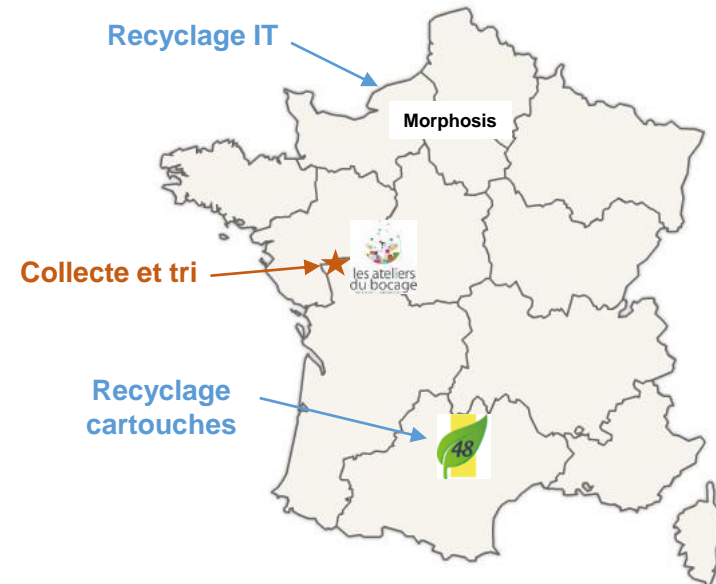 Recyclage IT
Morphosis
Collecte et tri
les ateliers
du bocage
Recyclage
cartouches
48